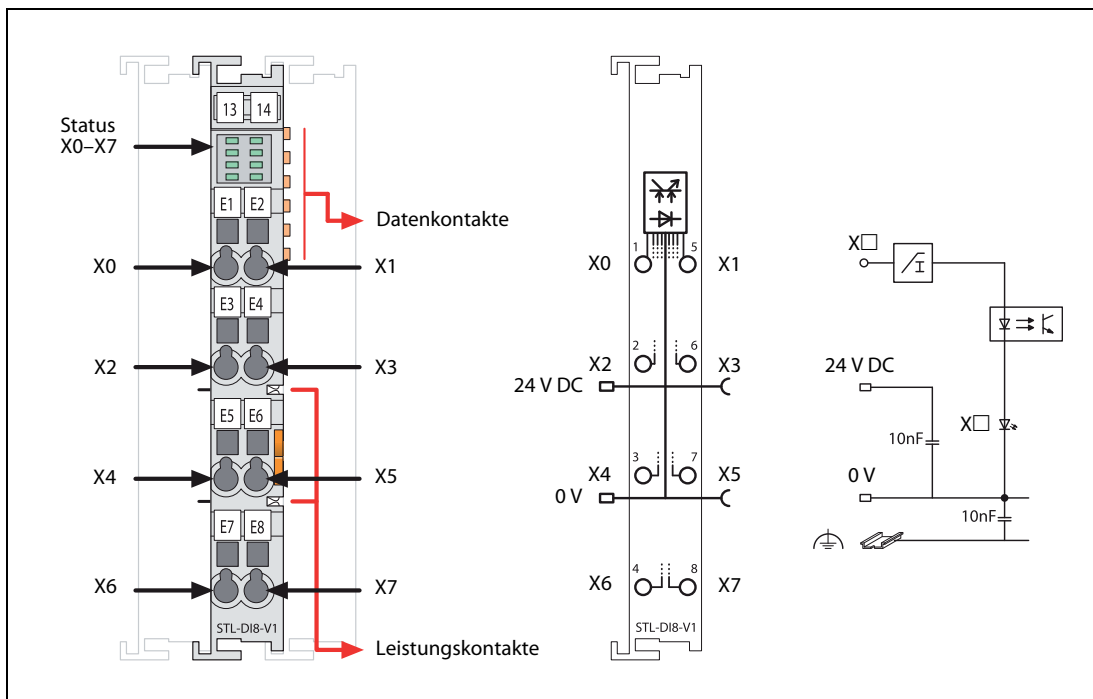 13 14
Status
X0–X7
E1 E2
Datenkontakte
X0 X1
E3 E4
X2 X3
E5 E6
X4 X5
E7 E8
X6 X7
STL-DI8-V1
Leistungskontakte
1 5
X0 X1
2 6
X2 X3
24 V DC
3 7
X4 X5
0 V
4 8
X6 X7
STL-DI8-V1
X□
I
24 V DC
X□
10nF
0 V
10nF